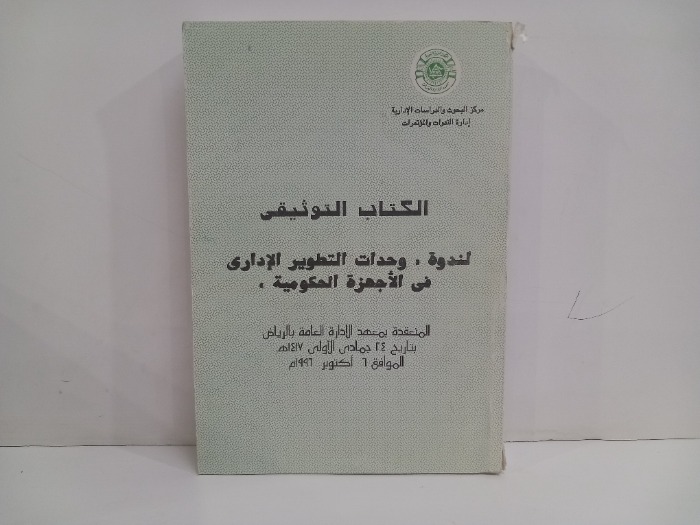 مركز البحوث والدراسات الإدارية
إدارة الندوات والمؤتمرات
الكتاب التوثيقى
لندوة ، وحدات التطوير الإدارى
فى الأجهزة الحكومية ،
المنعقدة بمعهد الإدارة العامة بالرياض
بتاريخ ٢٤ جمادى الأولى ١٤١٧هـ
الموافق ٦ أكتوبر ١٩٩٦م